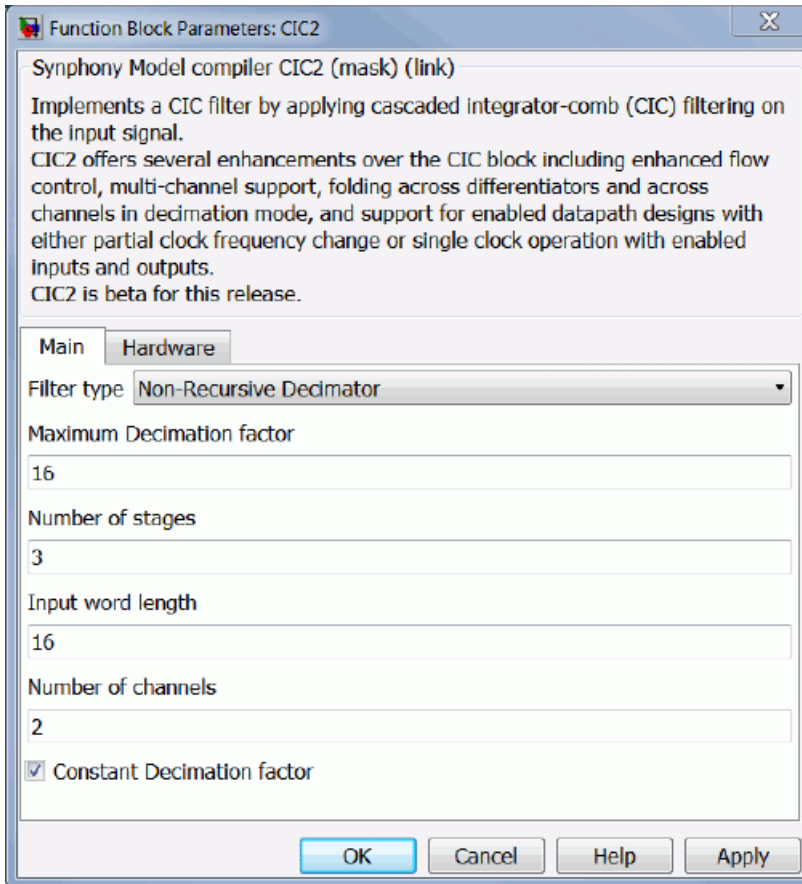 Function Block Parameters: CIC2
Synphony Model compiler CIC2 (mask) (link)
Implements a CIC filter by applying cascaded integrator-comb (CIC) filtering on
the input signal.
CIC2 offers several enhancements over the CIC block including enhanced flow
control, multi-channel support, folding across differentiators and across
channels in decimation mode, and support for enabled datapath designs with
either partial clock frequency change or single clock operation with enabled
inputs and outputs.
CIC2 is beta for this release.
Main Hardware
Filter type Non-Recursive Decimator
Maximum Decimation factor
16
Number of stages
3
Input word length
16
Number of channels
2
Constant Decimation factor
OK Cancel Help Apply